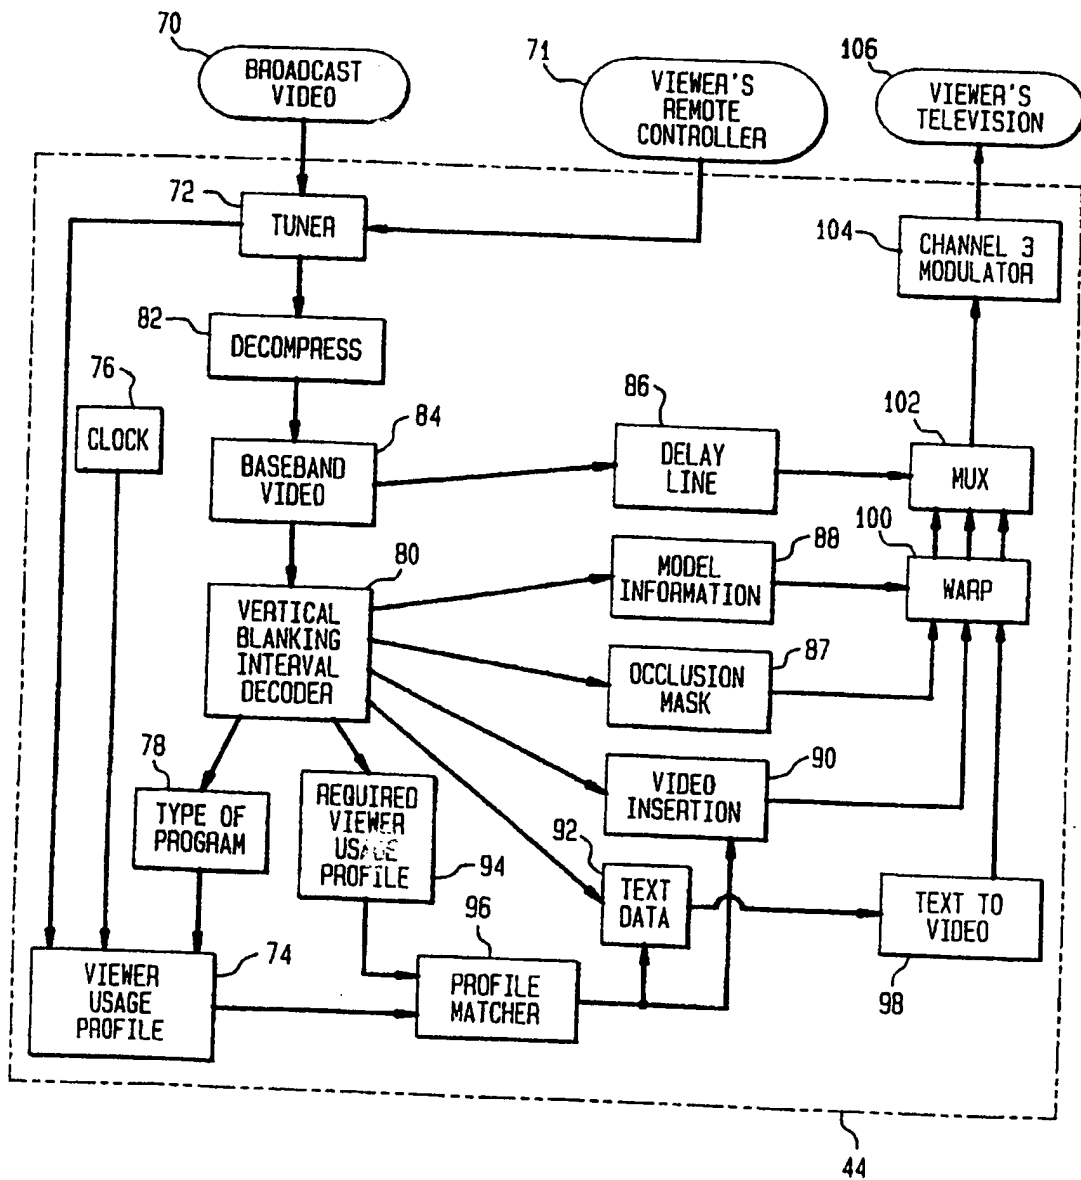 70
BROADCAST
VIDEO
71
VIEWER'S
REMOTE
CONTROLLER
106
VIEWER'S
TELEVISION
72
TUNER
104
CHANNEL 3
MODULATOR
82
DECOMPRESS
76
CLOCK
84
BASEBAND
VIDEO
86
DELAY
LINE
102
MUX
80
VERTICAL
BLANKING
INTERVAL
DECODER
88
MODEL
INFORMATION
100
WARP
87
OCCLUSION
MASK
78
TYPE OF
PROGRAM
REQUIRED
VIEWER
USAGE
PROFILE
94
90
VIDEO
INSERTION
92
TEXT
DATA
TEXT TO
VIDEO
98
74
VIEWER
USAGE
PROFILE
96
PROFILE
MATCHER
44